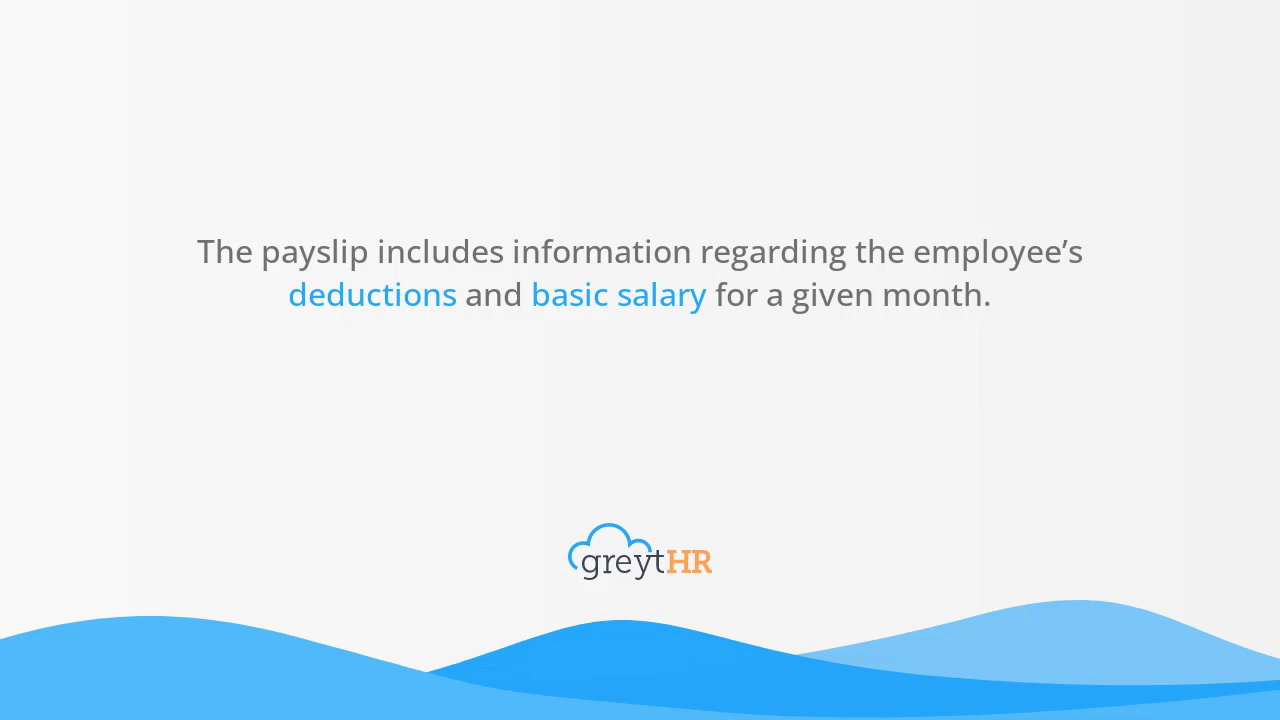 The payslip includes information regarding the employee’s
deductions and basic salary for a given month.
greytHR